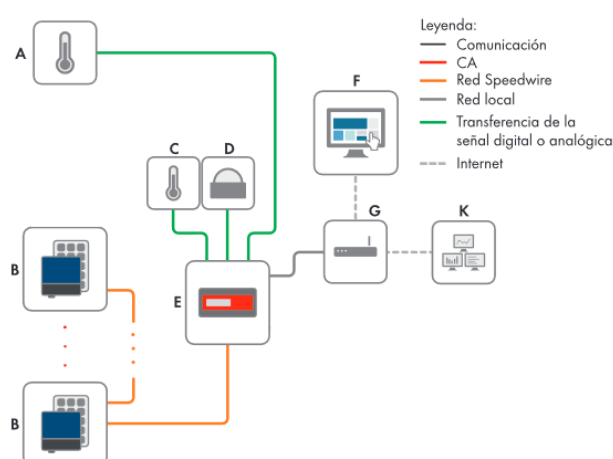 Leyenda:
Comunicación
CA
Red Speedwire
Red local
Transferencia de la
señal digital o analógica
Internet
A
F
C
D
G
K
B
E
B